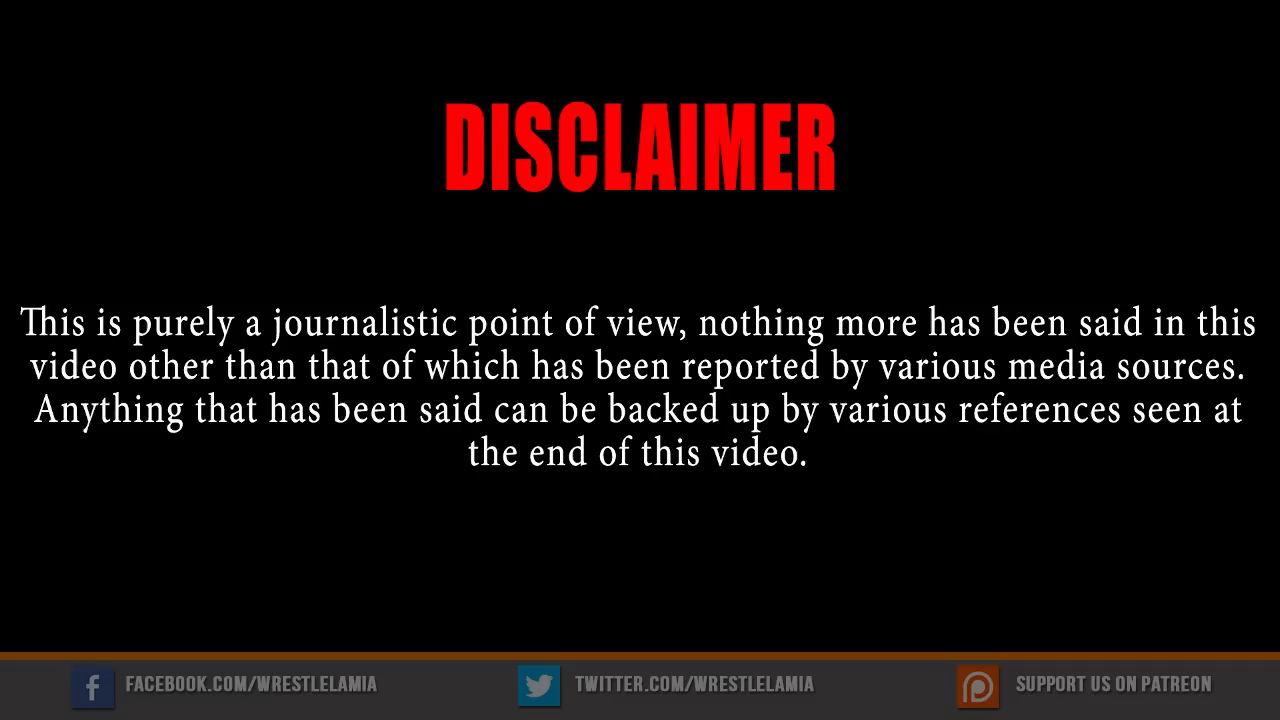 DISCLAIMER
This is purely a journalistic point of view, nothing more has been said in this
video other than that of which has been reported by various media sources.
Anything that has been said can be backed up by various references seen at
the end of this video.
FACEBOOK.COM/WRESTLELAMIA
TWITTER.COM/WRESTLELAMIA
SUPPORT US ON PATREON